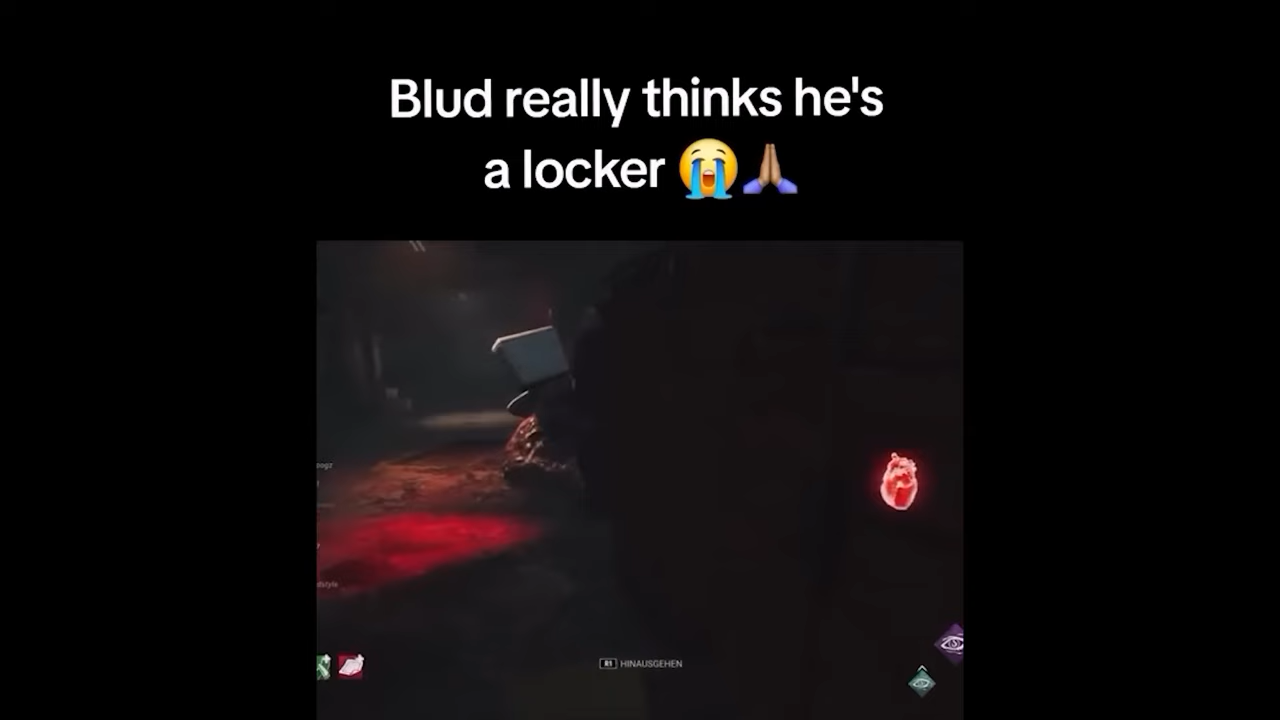 Blud really thinks he's
a locker 😭🙏🏽
R1 HINAUSGEHEN